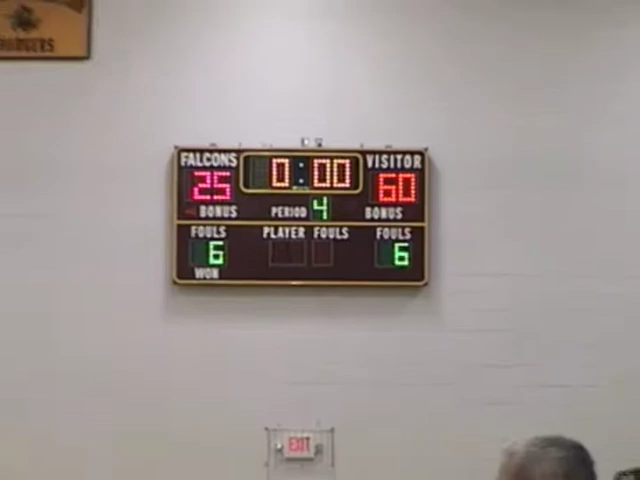 FALCONS 0:00 VISITOR
25 60
BONUS PERIOD 4 BONUS
FOULS PLAYER FOULS FOULS
6 6
WON
EXIT